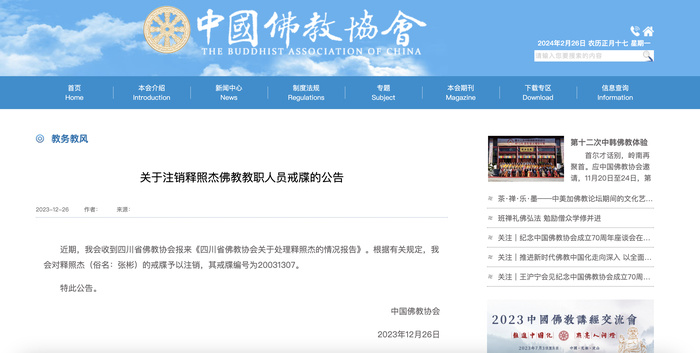 中國佛教協會
THE BUDDHIST ASSOCIATION OF CHINA
2024年2月26日 农历正月十七 星期一
请输入您要搜索的内容
首页 本会介绍 新闻中心 制度法规 专题 本会期刊 下载专区 信息查询
Home Introduction News Regulations Subject Magazine Download Information
教务教风
关于注销释照杰佛教教职人员戒牒的公告
2023-12-26 作者： 来源：
近期，我会收到四川省佛教协会报来《四川省佛教协会关于处理释照杰的情况报告》。根据有关规定，我
会对释照杰（俗名：张彬）的戒牒予以注销，其戒牒编号为20031307。
特此公告。
中国佛教协会
2023年12月26日
第十二次中韩佛教体验
首尔才话别，岭南再
聚首。应中国佛教协会邀
请，11月20日至24日，第
茶·禅·乐·墨——中美加佛教论坛期间的文化艺...
班禅礼佛弘法 勉励僧众学修并进
关注｜纪念中国佛教协会成立70周年座谈会在...
关注｜推进新时代佛教中国化走向深入 以全面...
关注｜王沪宁会见纪念中国佛教协会成立70周...
2023中國佛教講經交流會